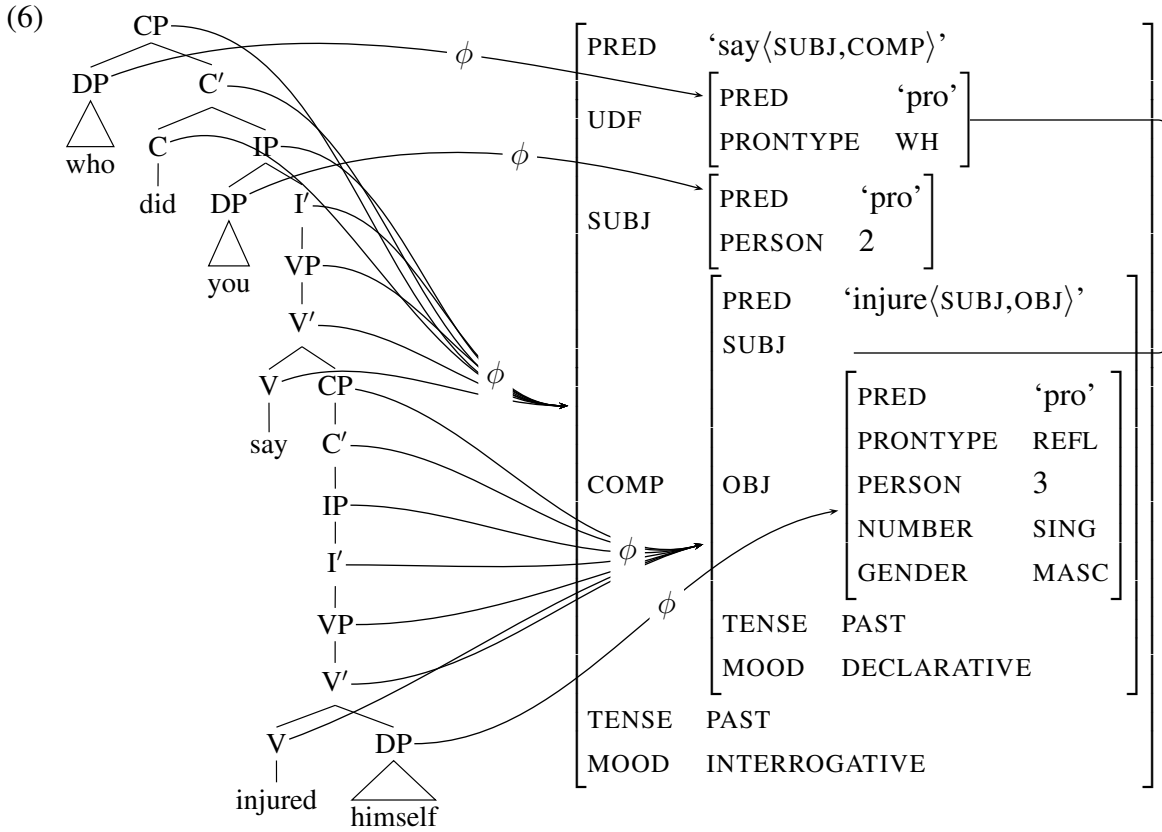 (6)
CP
DP C′
who
C IP
did
DP I′
you
VP
V′
V CP
say
C′
IP
I′
VP
V′
V DP
injured
himself
ϕ
ϕ
ϕ
ϕ
ϕ
PRED ‘say⟨SUBJ,COMP⟩’
UDF
PRED ‘pro’
PRONTYPE WH
SUBJ
PRED ‘pro’
PERSON 2
COMP
PRED ‘injure⟨SUBJ,OBJ⟩’
SUBJ
OBJ
PRED ‘pro’
PRONTYPE REFL
PERSON 3
NUMBER SING
GENDER MASC
TENSE PAST
MOOD DECLARATIVE
TENSE PAST
MOOD INTERROGATIVE